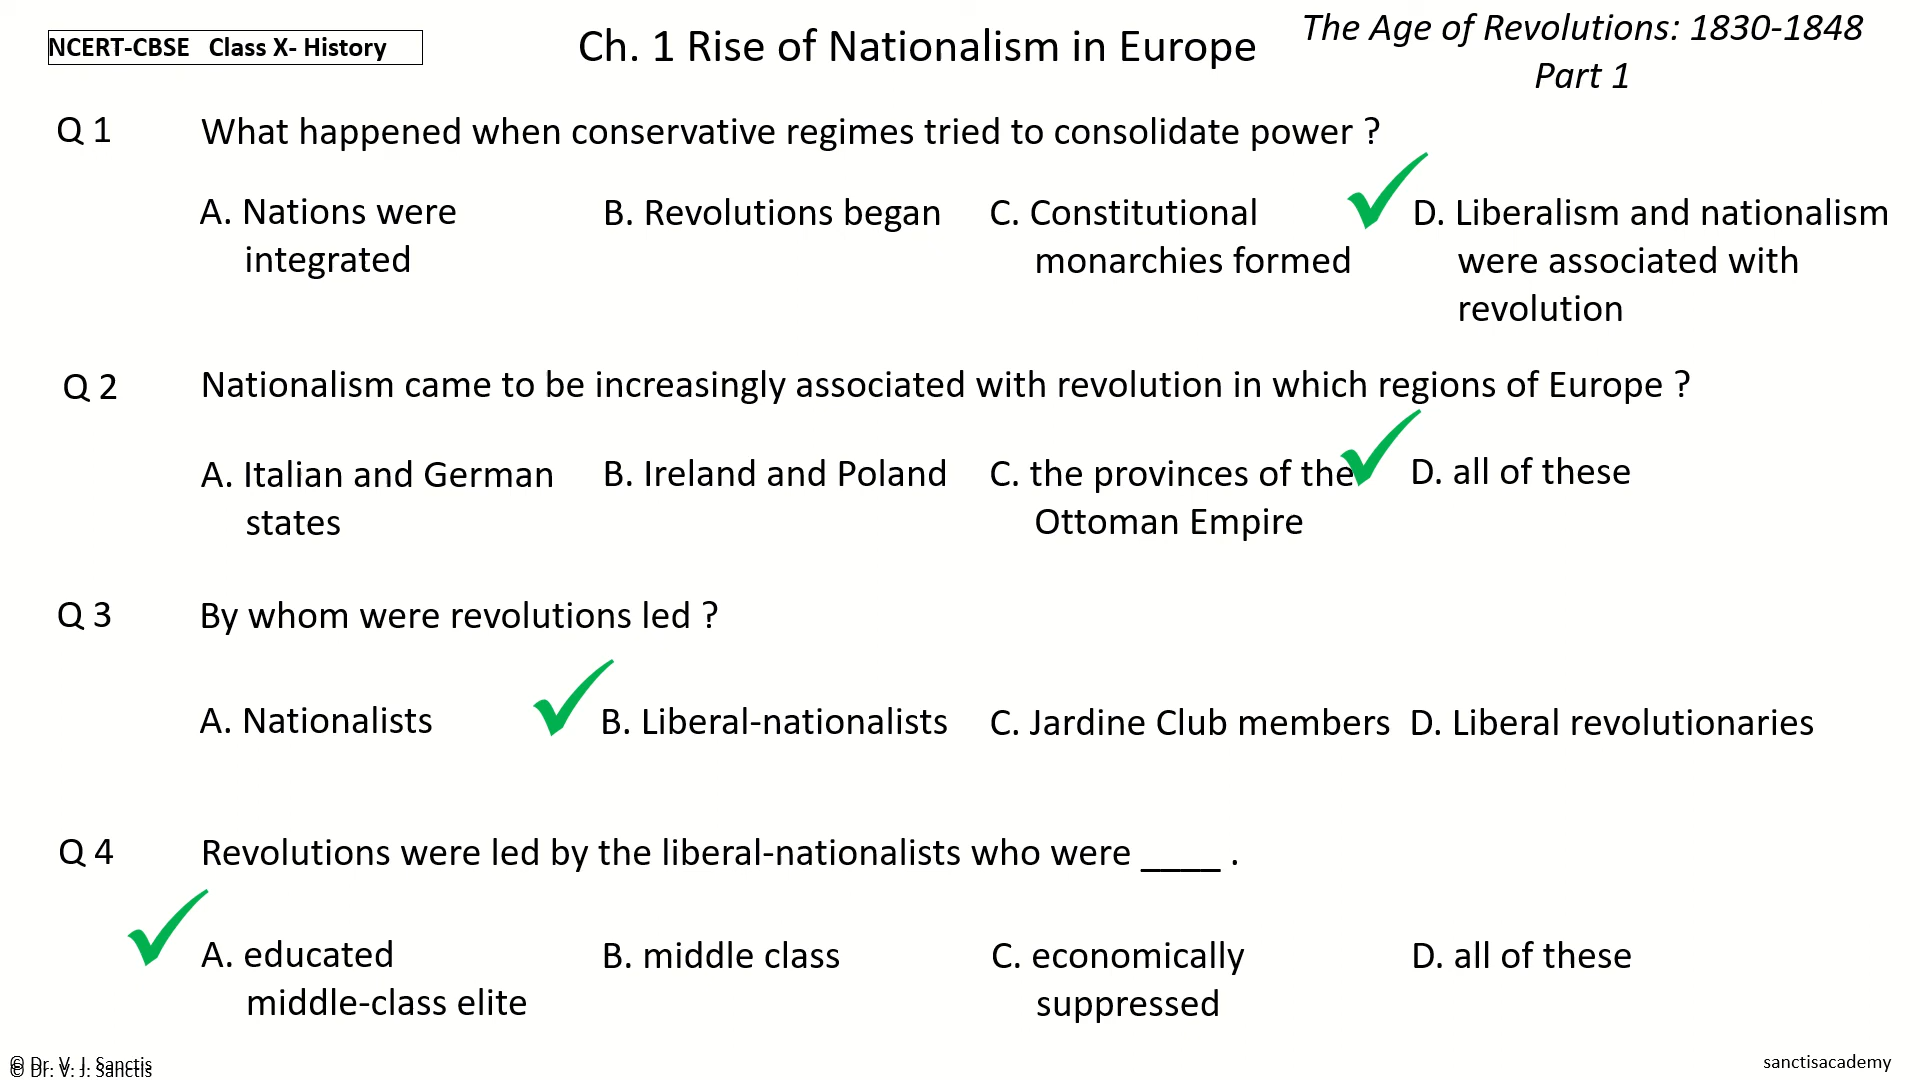 NCERT-CBSE   Class X- History
Ch. 1 Rise of Nationalism in Europe
The Age of Revolutions: 1830-1848
Part 1
Q 1 What happened when conservative regimes tried to consolidate power ?
A. Nations were
integrated
B. Revolutions began
C. Constitutional
monarchies formed
D. Liberalism and nationalism
were associated with
revolution
Q 2 Nationalism came to be increasingly associated with revolution in which regions of Europe ?
A. Italian and German
states
B. Ireland and Poland
C. the provinces of the
Ottoman Empire
D. all of these
Q 3 By whom were revolutions led ?
A. Nationalists
B. Liberal-nationalists
C. Jardine Club members
D. Liberal revolutionaries
Q 4 Revolutions were led by the liberal-nationalists who were ____ .
A. educated
middle-class elite
B. middle class
C. economically
suppressed
D. all of these
© Dr. V. J. Sanctis
© Dr. V. J. Sanctis
sanctisacademy